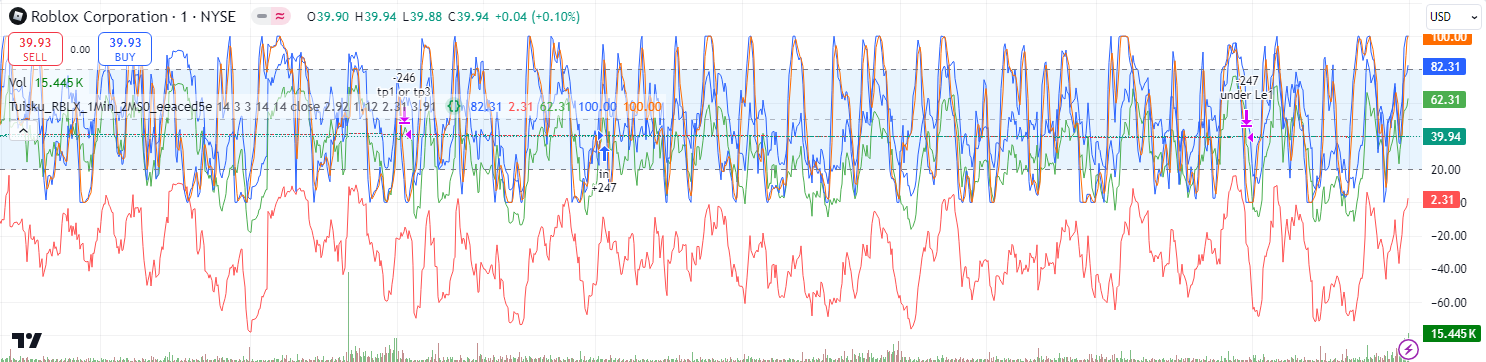 Roblox Corporation · 1 · NYSE O39.90 H39.94 L39.88 C39.94 +0.04 (+0.10%)
USD
39.93 SELL
0.00
39.93 BUY
Vol 15.445 K
Tuisku_RBLX_1Min_2MS0_eeaced5e 14 3 3 14 14 close 2.92 1.12 2.31 3.91 82.31 2.31 62.31 100.00 100.00
-246
tp1 or tp3
in
+247
-247
under Le1
100.00
82.31
62.31
39.94
20.00
2.31
−20.00
−40.00
−60.00
15.445 K